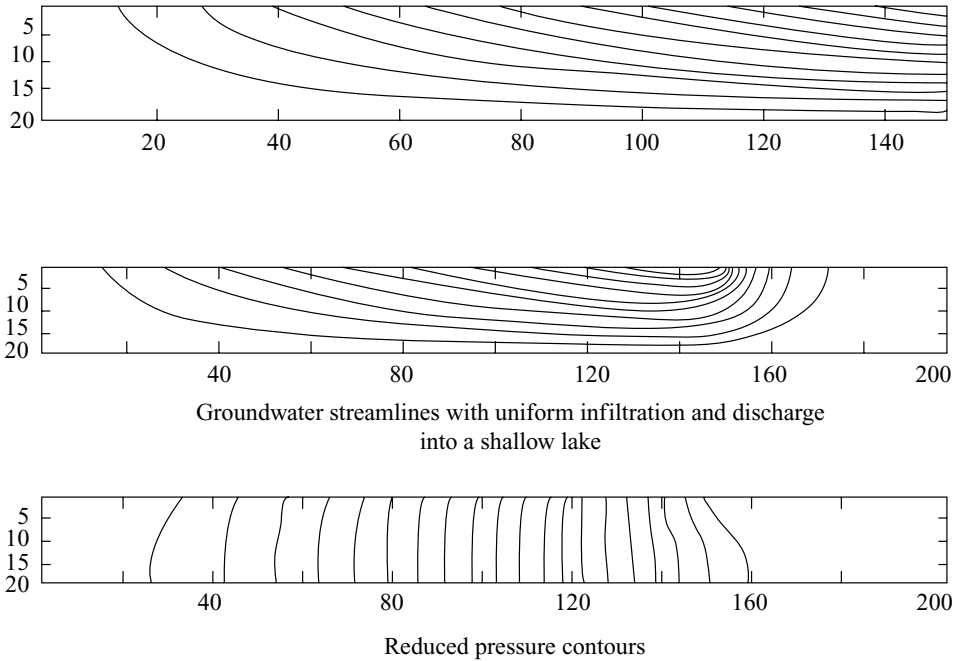 5
10
15
20
20 40 60 80 100 120 140
5
10
15
20
40 80 120 160 200
Groundwater streamlines with uniform infiltration and discharge
into a shallow lake
5
10
15
20
40 80 120 160 200
Reduced pressure contours